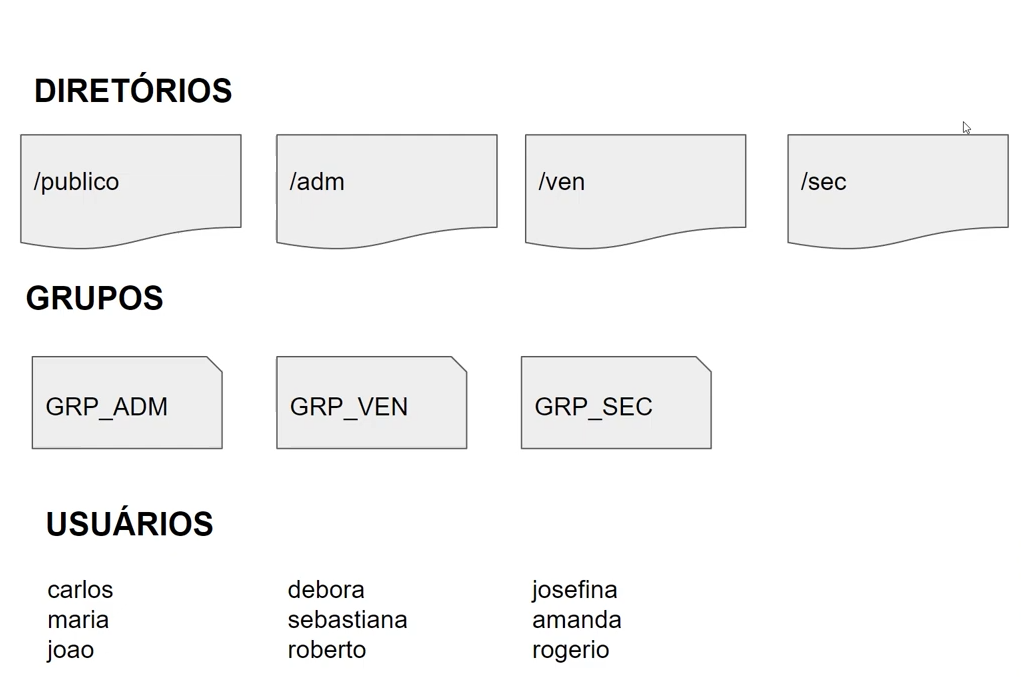 DIRETÓRIOS
/publico
/adm
/ven
/sec
GRUPOS
GRP_ADM
GRP_VEN
GRP_SEC
USUÁRIOS
carlos
maria
joao
debora
sebastiana
roberto
josefina
amanda
rogerio